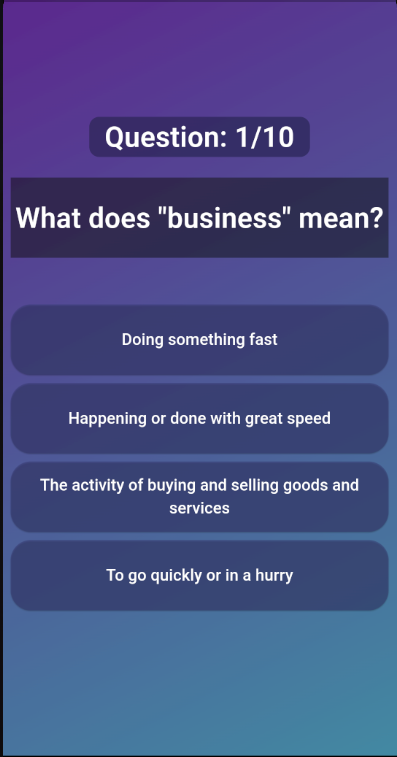 Question: 1/10
What does "business" mean?
Doing something fast
Happening or done with great speed
The activity of buying and selling goods and
services
To go quickly or in a hurry